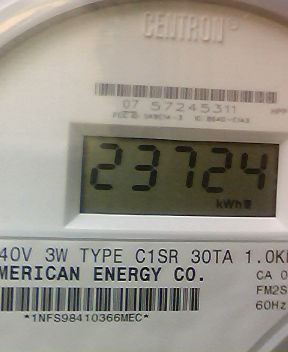 CENTRON
07 57245311
23724
kWh
40V 3W TYPE C1SR 30TA 1.0K
MERICAN ENERGY CO.
CA 0
FM2S
60Hz
*1NFS98410366MEC*